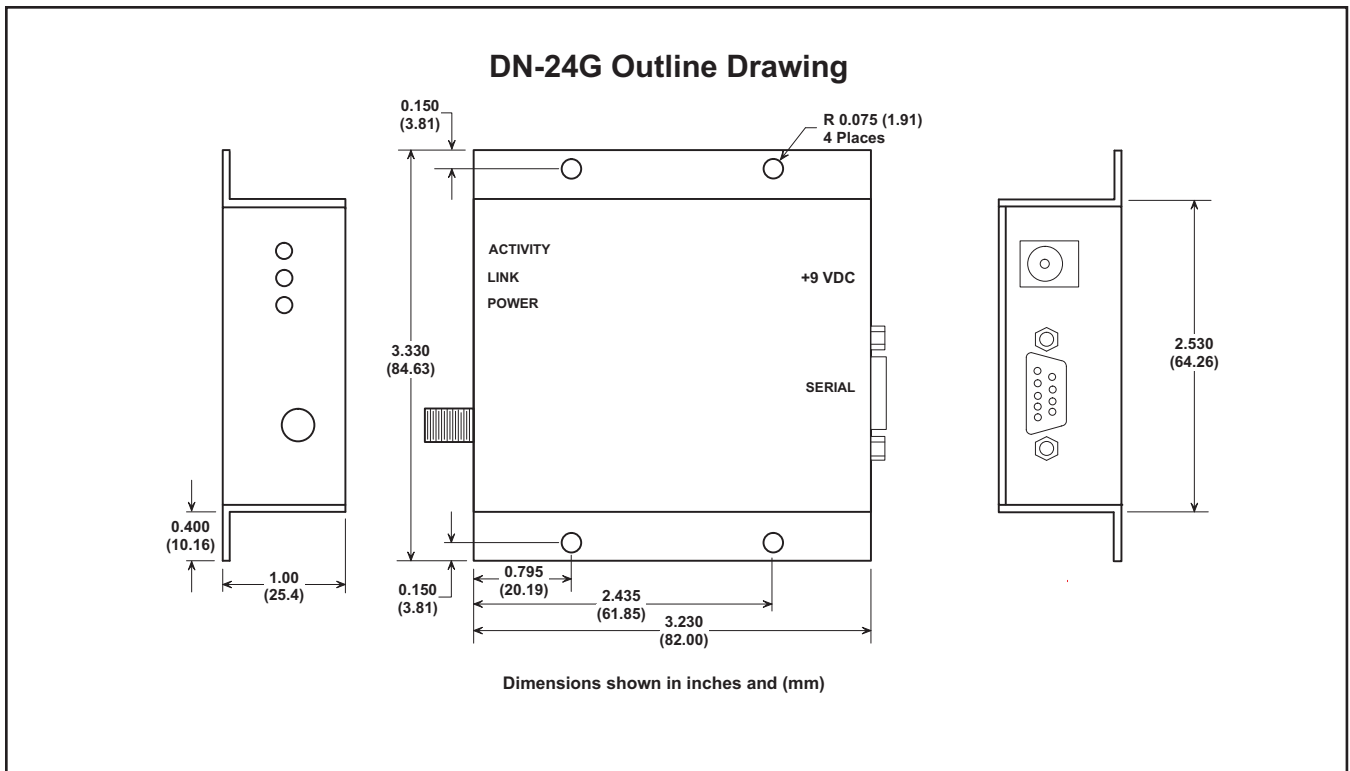 DN-24G Outline Drawing
0.150
(3.81)
R 0.075 (1.91)
4 Places
ACTIVITY
LINK
POWER
+9 VDC
3.330
(84.63)
SERIAL
2.530
(64.26)
0.400
(10.16)
1.00
(25.4)
0.150
(3.81)
0.795
(20.19)
2.435
(61.85)
3.230
(82.00)
Dimensions shown in inches and (mm)